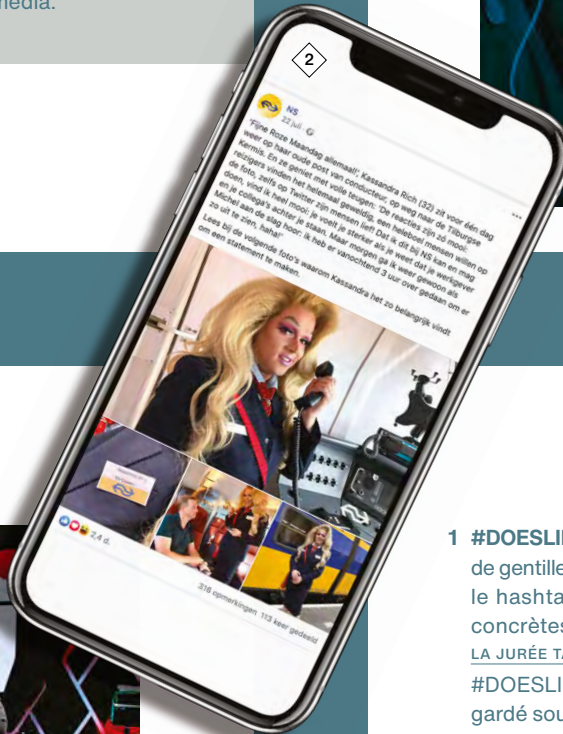 media.
2
NS
22 juli
'Fijne Roze Maandag allemaal!'. Kassandra Rich (32) zit voor één dag
weer op haar oude post van conducteur, op weg naar de Tilburgse
Kermis. En ze geniet met volle teugen: 'De reacties zijn zó mooi:
reizigers vinden het helemaal geweldig, een heleboel mensen willen op
de foto, zelfs op Twitter zijn mensen lief! Dat ik dit bij NS kan en mag
doen, vind ik heel mooi: je voelt je sterker als je weet dat je werkgever
en je collega's achter je staan. Maar morgen ga ik weer gewoon als
Michel aan de slag hoor: ik heb er vanochtend 3 uur over gedaan om er
zo uit te zien, haha!'
Lees bij de volgende foto's waarom Kassandra het zo belangrijk vindt
om een statement te maken.
2,4 d.
316 opmerkingen 113 keer gedeeld
1 #DOESLI
de gentille
le hashta
concrètes
LA JURÉE TA
#DOESLI
gardé sou